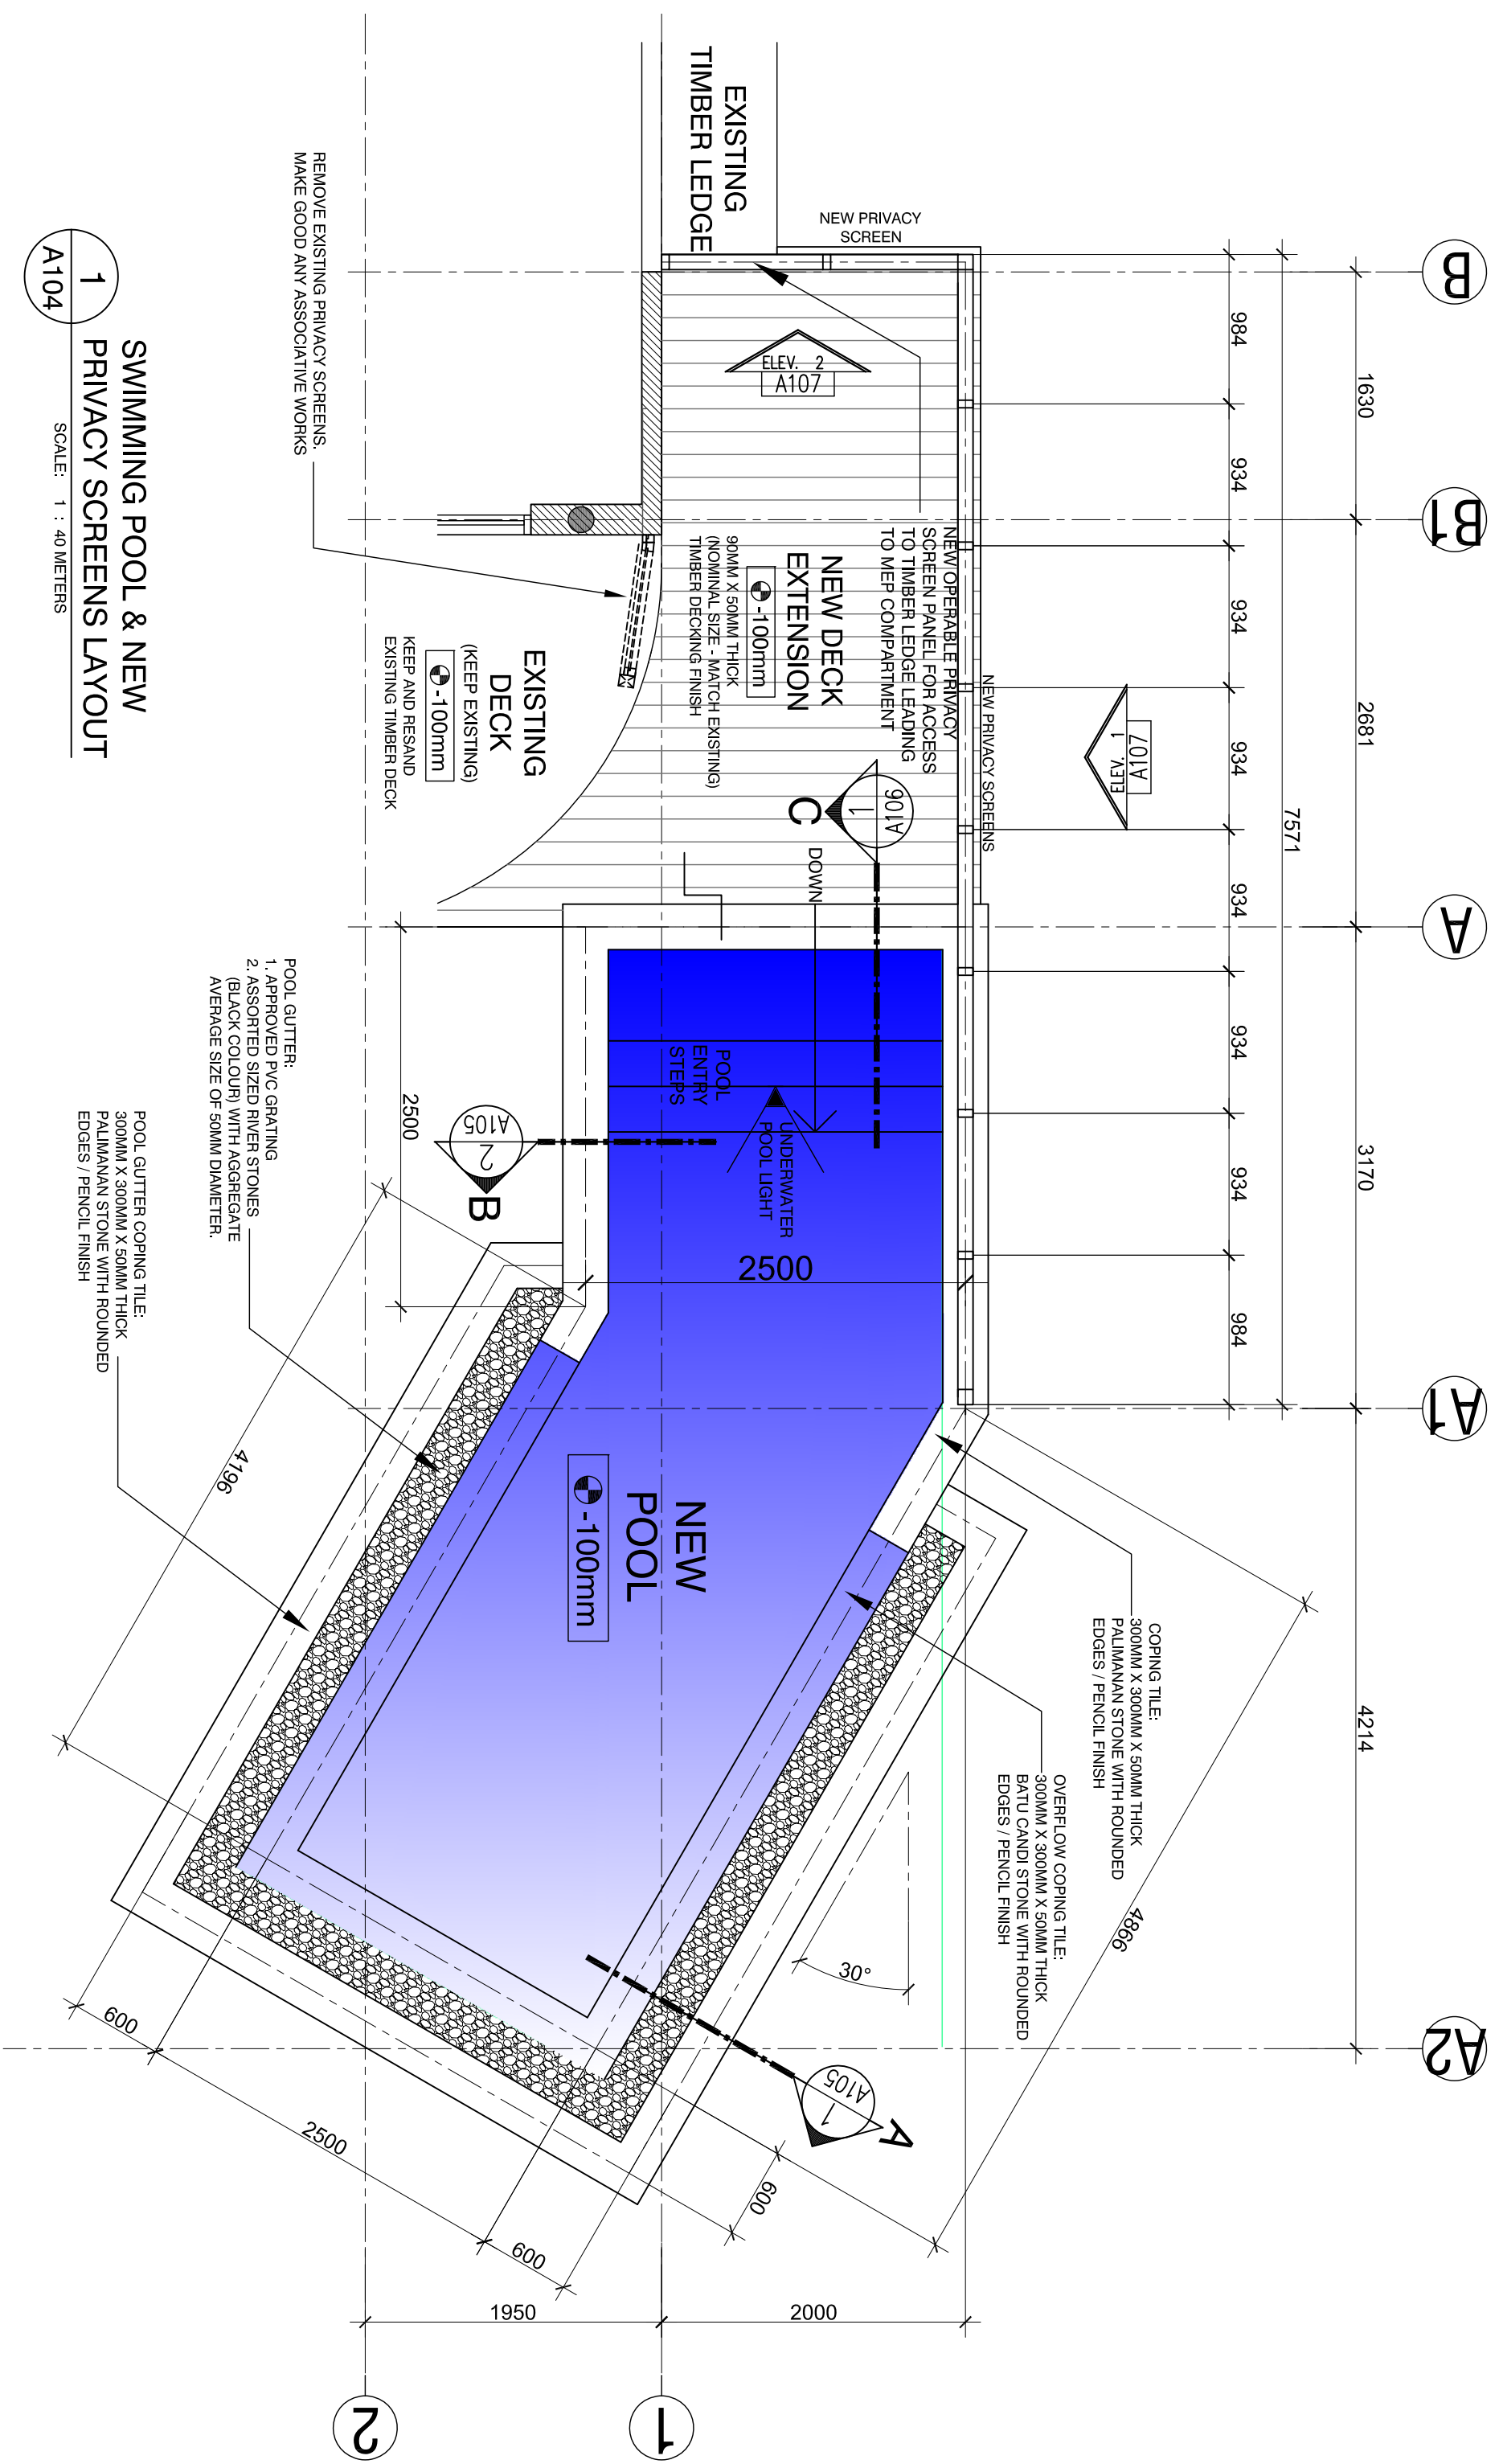 B
B1
A
A1
A2
1630
2681
3170
4214
7571
984
934
934
934
934
934
934
934
984
A107
ELEV. 1
NEW PRIVACY
SCREEN
NEW PRIVACY SCREENS
EXISTING
TIMBER LEDGE
ELEV. 2
A107
NEW OPERABLE PRIVACY
SCREEN PANEL FOR ACCESS
TO TIMBER LEDGE LEADING
TO MEP COMPARTMENT
NEW DECK
EXTENSION
-100mm
90MM X 50MM THICK
(NOMINAL SIZE - MATCH EXISTING)
TIMBER DECKING FINISH
A106
1
C
DOWN
EXISTING
DECK
(KEEP EXISTING)
-100mm
KEEP AND RESAND
EXISTING TIMBER DECK
REMOVE EXISTING PRIVACY SCREENS.
MAKE GOOD ANY ASSOCIATIVE WORKS
POOL
ENTRY
STEPS
UNDERWATER
POOL LIGHT
2500
2500
A105
2
B
NEW
POOL
-100mm
COPING TILE:
300MM X 300MM X 50MM THICK
PALIMANAN STONE WITH ROUNDED
EDGES / PENCIL FINISH
OVERFLOW COPING TILE:
300MM X 300MM X 50MM THICK
BATU CANDI STONE WITH ROUNDED
EDGES / PENCIL FINISH
4866
30°
A105
1
A
POOL GUTTER:
1. APPROVED PVC GRATING
2. ASSORTED SIZED RIVER STONES
(BLACK COLOUR) WITH AGGREGATE
AVERAGE SIZE OF 50MM DIAMETER.
POOL GUTTER COPING TILE:
300MM X 300MM X 50MM THICK
PALIMANAN STONE WITH ROUNDED
EDGES / PENCIL FINISH
4196
600
2500
600
600
2000
1950
1
2
1
A104
SWIMMING POOL & NEW
PRIVACY SCREENS LAYOUT
SCALE: 1 : 40 METERS